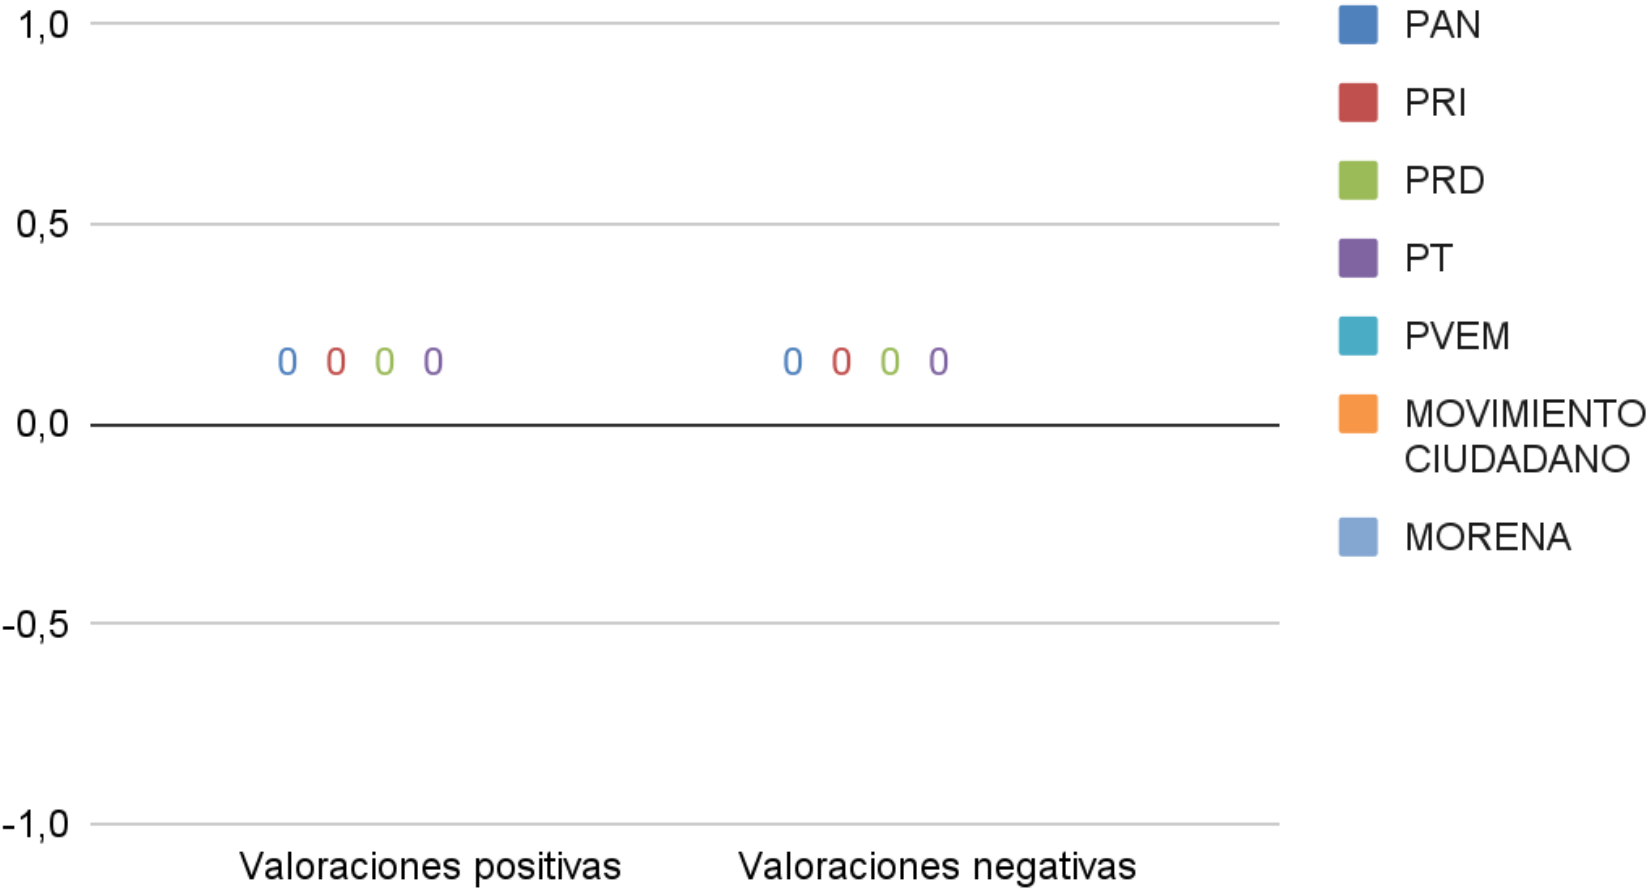 1,0
0,5
0,0
-0,5
-1,0
0 0 0 0
0 0 0 0
Valoraciones positivas
Valoraciones negativas
PAN
PRI
PRD
PT
PVEM
MOVIMIENTO
CIUDADANO
MORENA